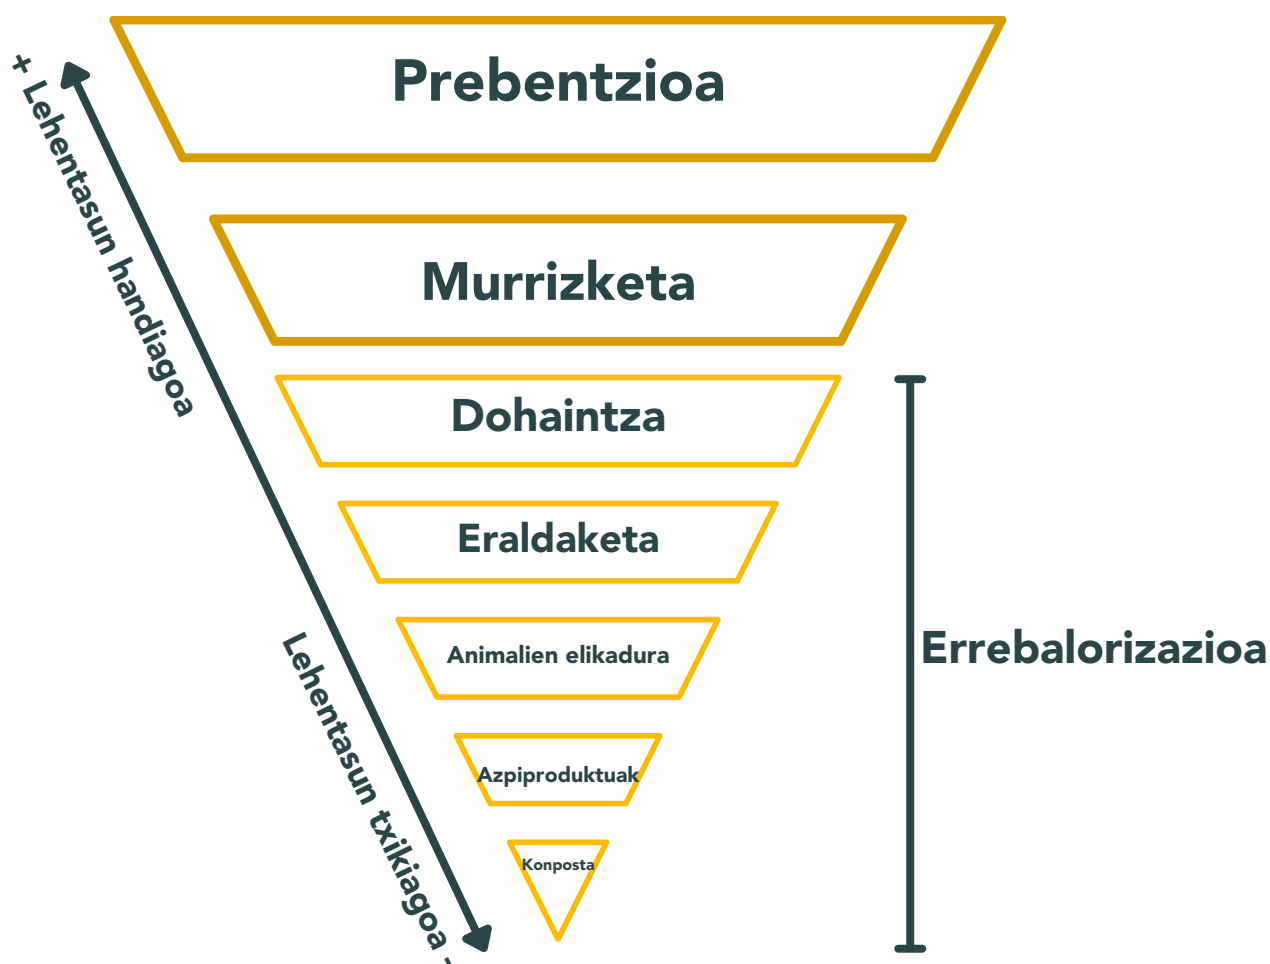 Prebentzioa
+ Lehentasun handiagoa
Murrizketa
Dohaintza
Eraldaketa
Lehentasun txikiagoa -
Errebalorizazioa
Animalien elikadura
Azpiproduktuak
Konposta